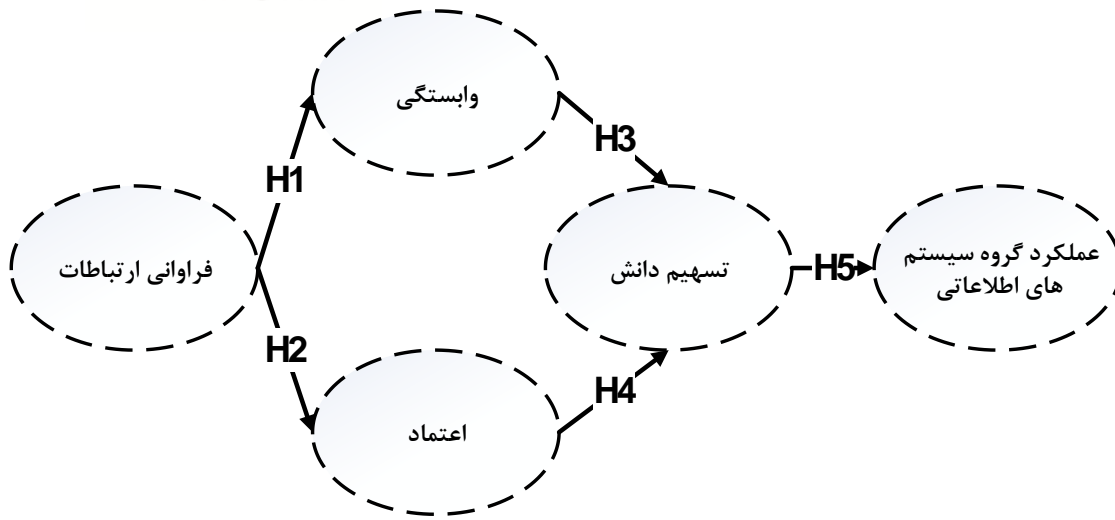 وابستگی
H3
H1
فراوانی ارتباطات
تسهیم دانش
H5
عملکرد گروه سیستم
های اطلاعاتی
H2
H4
اعتماد